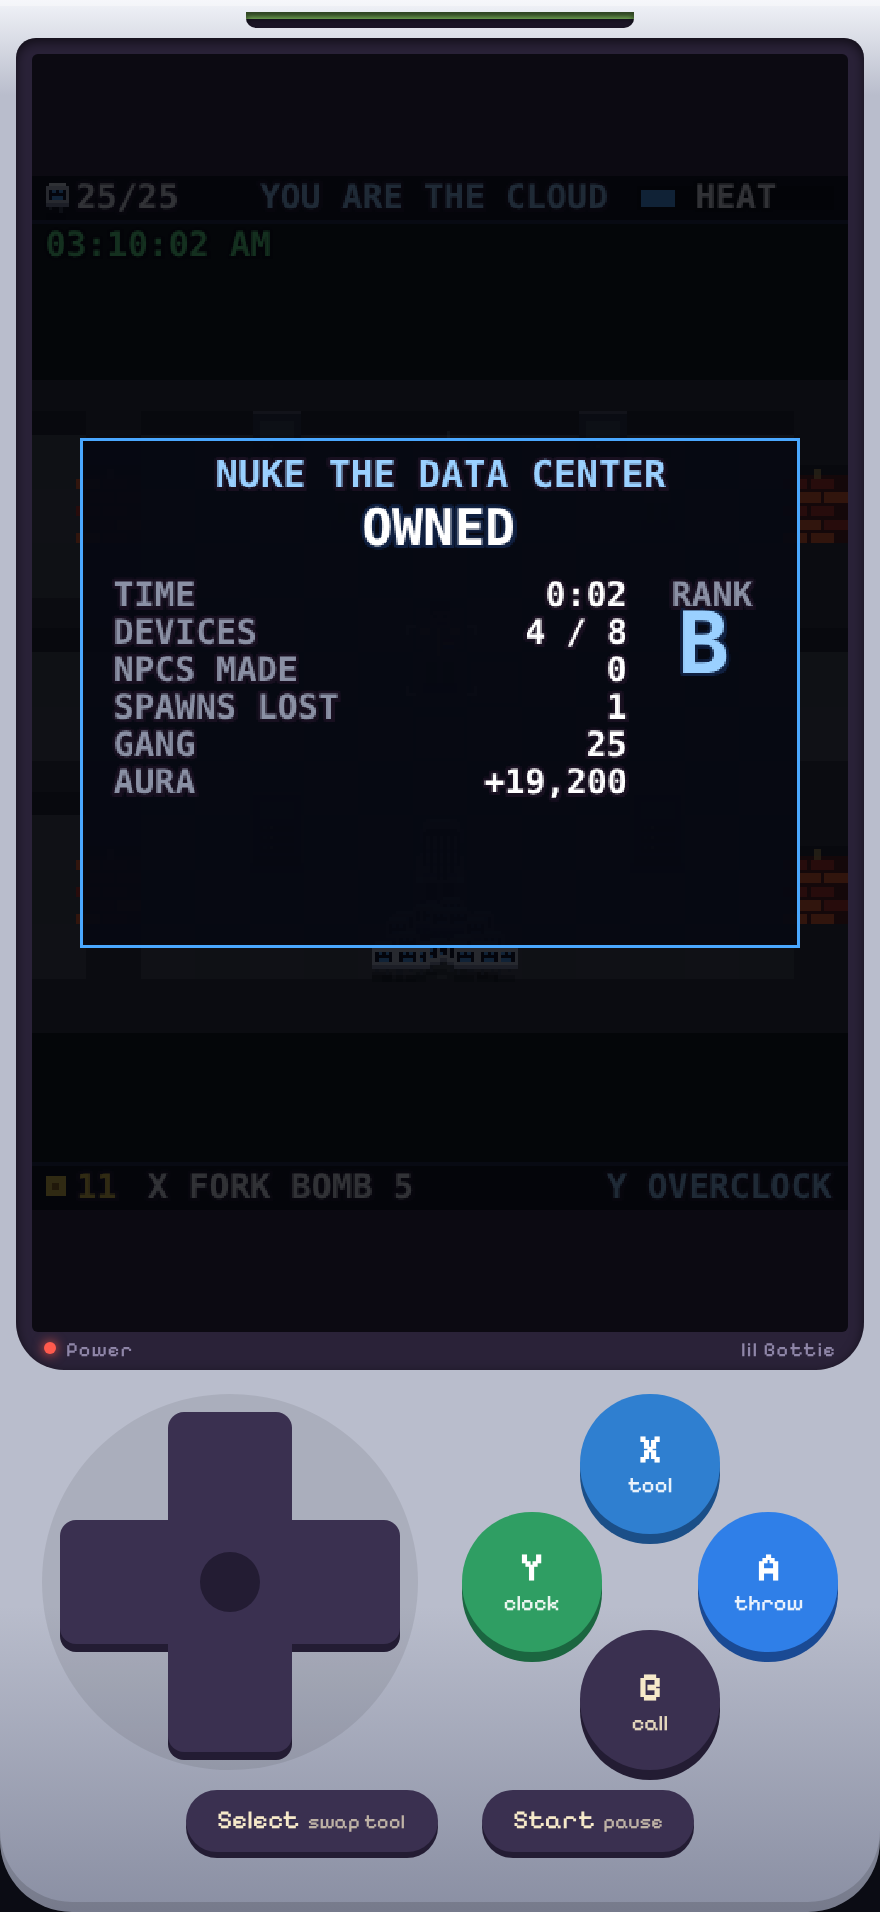 25/25 YOU ARE THE CLOUD HEAT
03:10:02 AM
NUKE THE DATA CENTER
OWNED
TIME 0:02 RANK
DEVICES 4 / 8 B
NPCS MADE 0
SPAWNS LOST 1
GANG 25
AURA +19,200
11 X FORK BOMB 5 Y OVERCLOCK
Power lil Bottie
X
tool
Y A
clock throw
B
call
Select swap tool Start pause